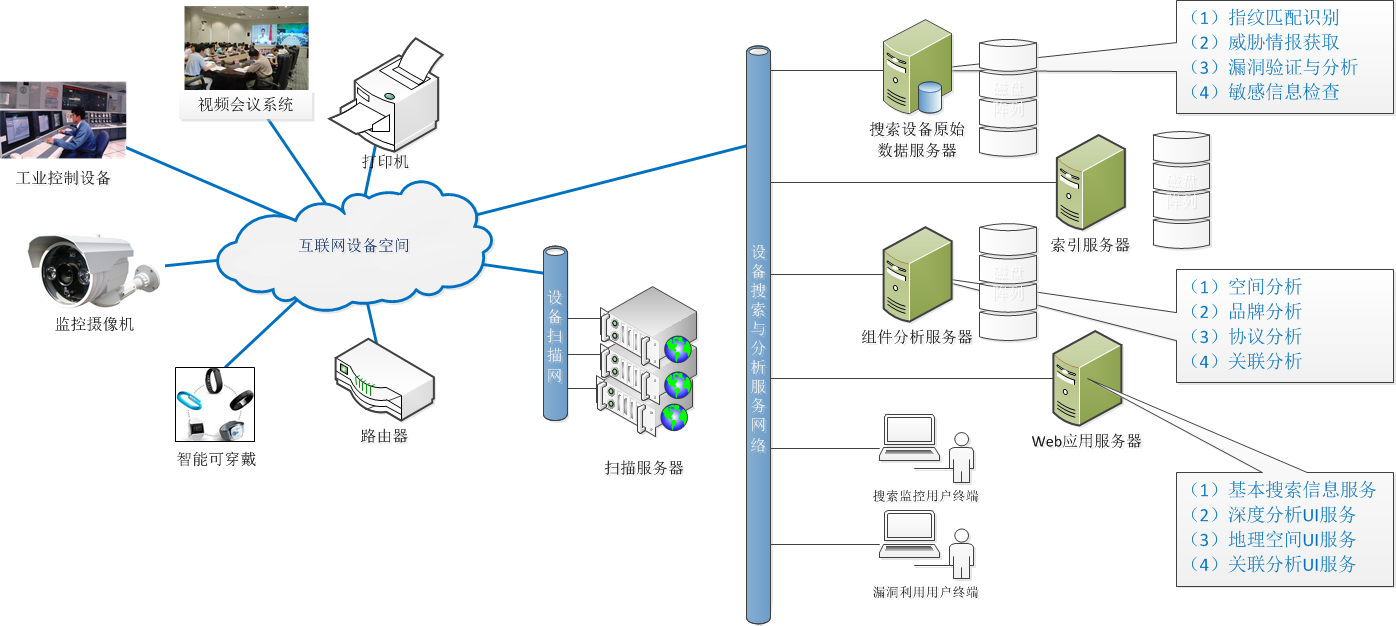 视频会议系统
工业控制设备
打印机
互联网设备空间
监控摄像机
智能可穿戴
路由器
设备扫描网
扫描服务器
设备搜索与分析服务网络
搜索设备原始
数据服务器
磁盘
阵列
（1）指纹匹配识别
（2）威胁情报获取
（3）漏洞验证与分析
（4）敏感信息检查
索引服务器
磁盘
阵列
组件分析服务器
磁盘
阵列
（1）空间分析
（2）品牌分析
（3）协议分析
（4）关联分析
Web应用服务器
搜索监控用户终端
漏洞利用用户终端
（1）基本搜索信息服务
（2）深度分析UI服务
（3）地理空间UI服务
（4）关联分析UI服务